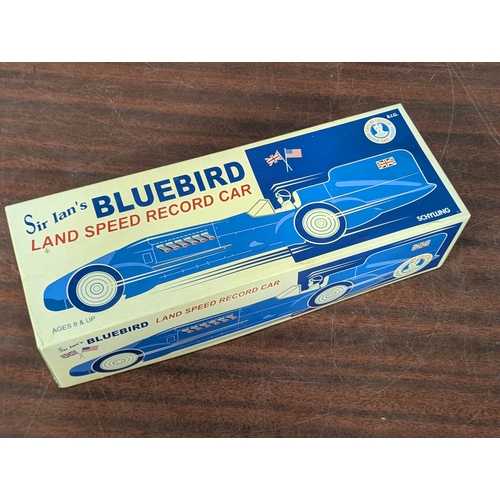 Sir Ian's BLUEBIRD
LAND SPEED RECORD CAR
B.I.G.
SCHYLLING
AGES 8 & UP
Sir Ian's BLUEBIRD LAND SPEED RECORD CAR